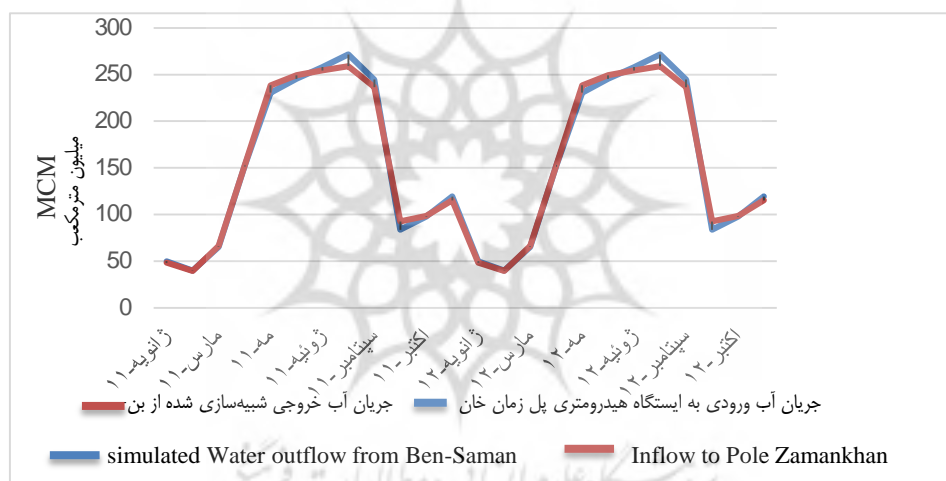 300
250
200
150
100
50
0
MCM
میلیون مترمکعب
ژانویه-۱۱
مارس-۱۱
مه-۱۱
ژوئیه-۱۱
سپتامبر-۱۱
اکتبر-۱۱
ژانویه-۱۲
مارس-۱۲
مه-۱۲
ژوئیه-۱۲
سپتامبر-۱۲
اکتبر-۱۲
جریان آب ورودی به ایستگاه هیدرومتری پل زمان خان
جریان آب خروجی شبیه‌سازی شده از بن-
simulated Water outflow from Ben-Saman
Inflow to Pole Zamankhan